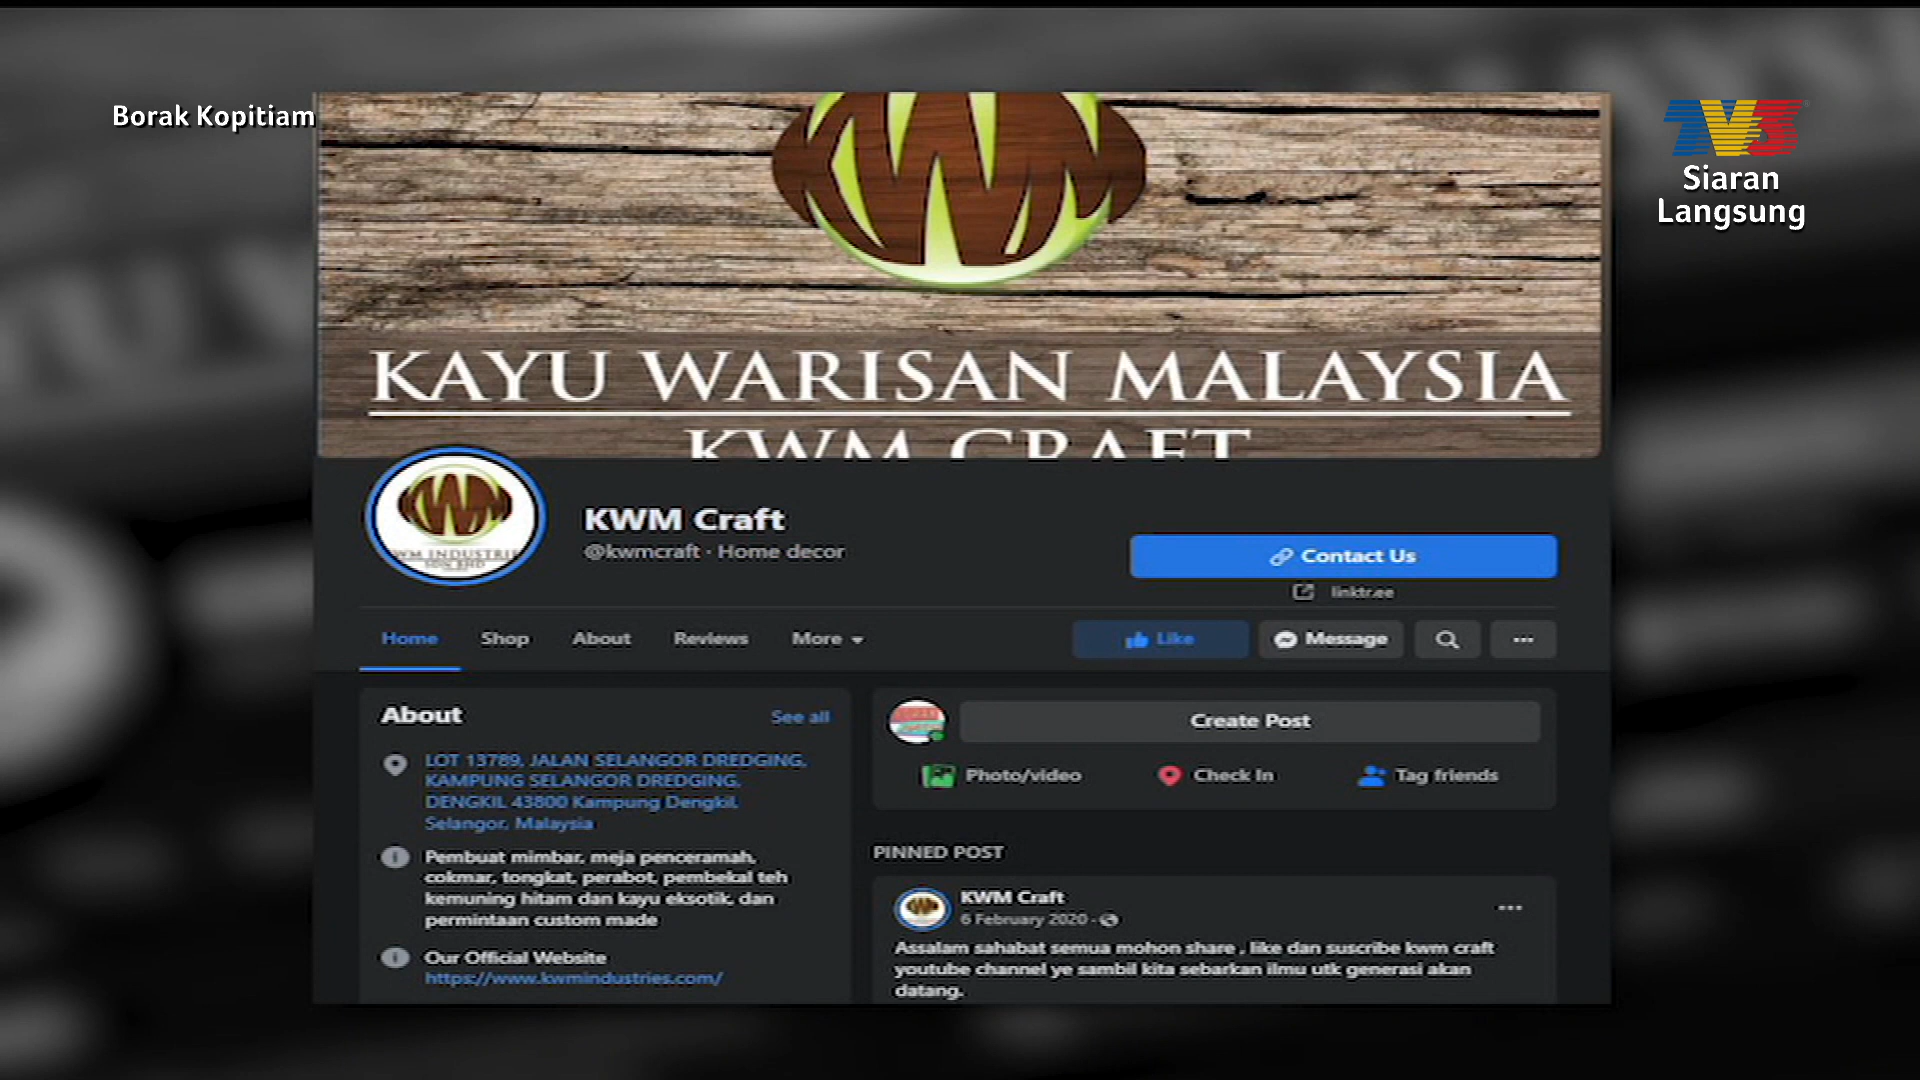 Borak Kopitiam
TV3
Siaran
Langsung
KWM
KAYU WARISAN MALAYSIA
KWM CRAFT
KWM Craft
@kwmcraft · Home decor
Contact Us
linktr.ee
Home
Shop
About
Reviews
More
Like
Message
About
See all
LOT 13789, JALAN SELANGOR DREDGING,
KAMPUNG SELANGOR DREDGING,
DENGKIL 43800 Kampung Dengkil,
Selangor, Malaysia
Pembuat mimbar, meja penceramah,
cokmar, tongkat, perabot, pembekal teh
kemuning hitam dan kayu eksotik, dan
permintaan custom made
Our Official Website
https://www.kwmindustries.com/
Create Post
Photo/video
Check In
Tag friends
PINNED POST
KWM Craft
6 February 2020 ·
Assalam sahabat semua mohon share , like dan suscribe kwm craft
youtube channel ye sambil kita sebarkan ilmu utk generasi akan
datang.